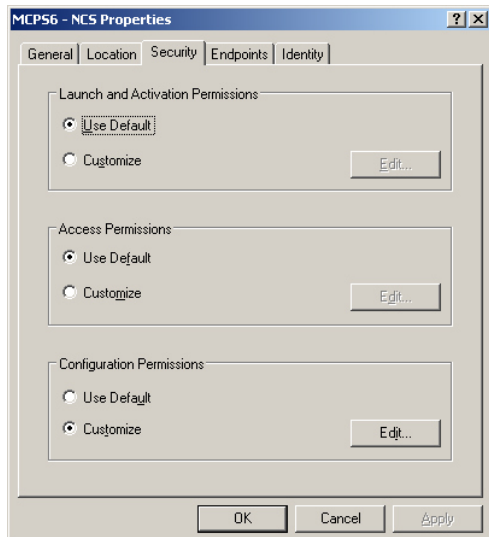 MCPS6 - NCS Properties
General Location Security Endpoints Identity
Launch and Activation Permissions
Use Default
Customize
Edit...
Access Permissions
Use Default
Customize
Edit...
Configuration Permissions
Use Default
Customize
Edit...
OK Cancel Apply